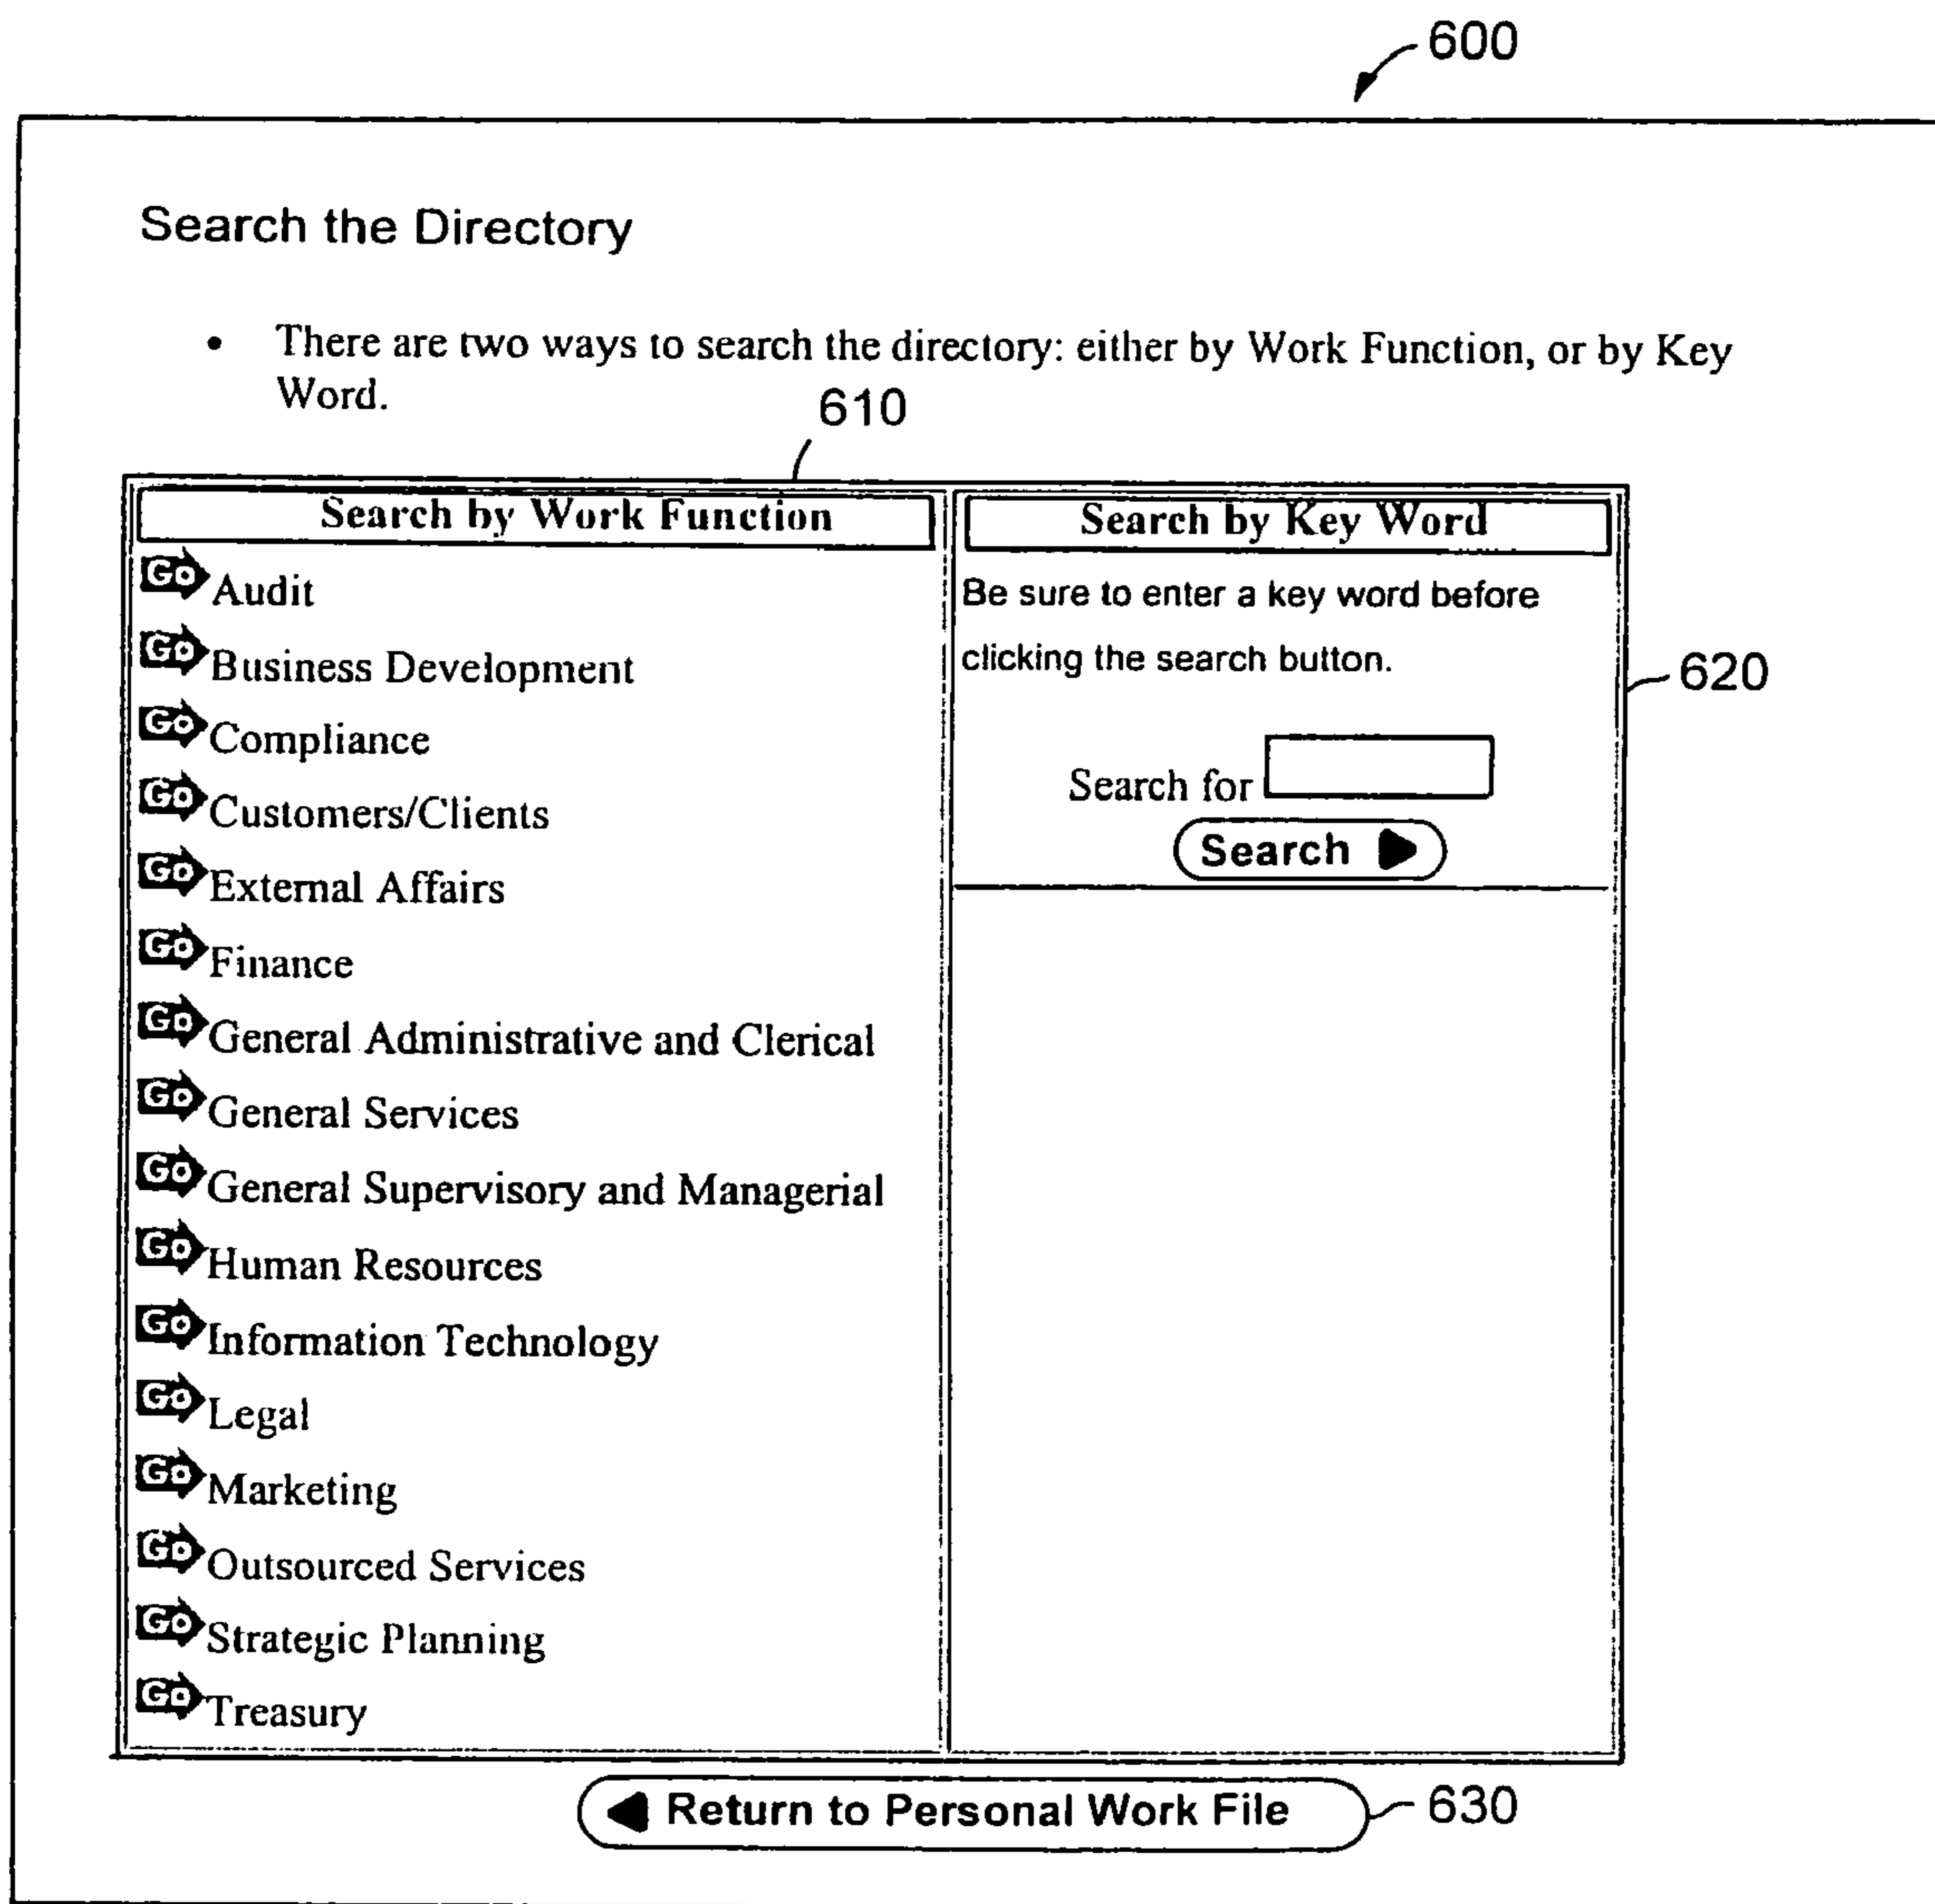 600
Search the Directory
• There are two ways to search the directory: either by Work Function, or by Key
Word.
610
Search by Work Function
Go Audit
Go Business Development
Go Compliance
Go Customers/Clients
Go External Affairs
Go Finance
Go General Administrative and Clerical
Go General Services
Go General Supervisory and Managerial
Go Human Resources
Go Information Technology
Go Legal
Go Marketing
Go Outsourced Services
Go Strategic Planning
Go Treasury
Search by Key Word
Be sure to enter a key word before
clicking the search button.
620
Search for
Search
Return to Personal Work File
630